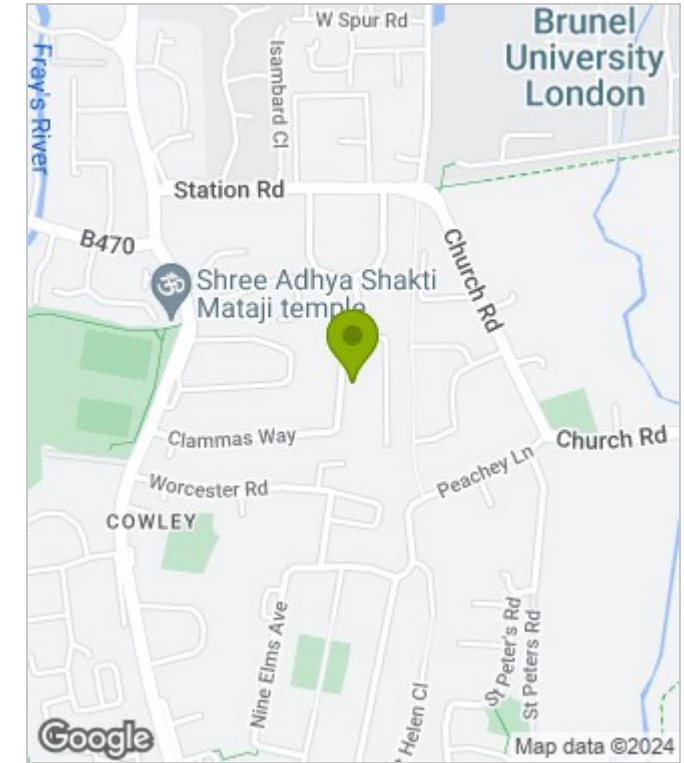 W Spur Rd
Brunel
University
London
Fray's River
Isambard Cl
Station Rd
B470
Church Rd
Shree Adhya Shakti
Mataji temple
Clammas Way
Church Rd
Peachey Ln
Worcester Rd
COWLEY
Nine Elms Ave
St Peter's Rd
St Peters Rd
t Helen Cl
Google
Map data ©2024